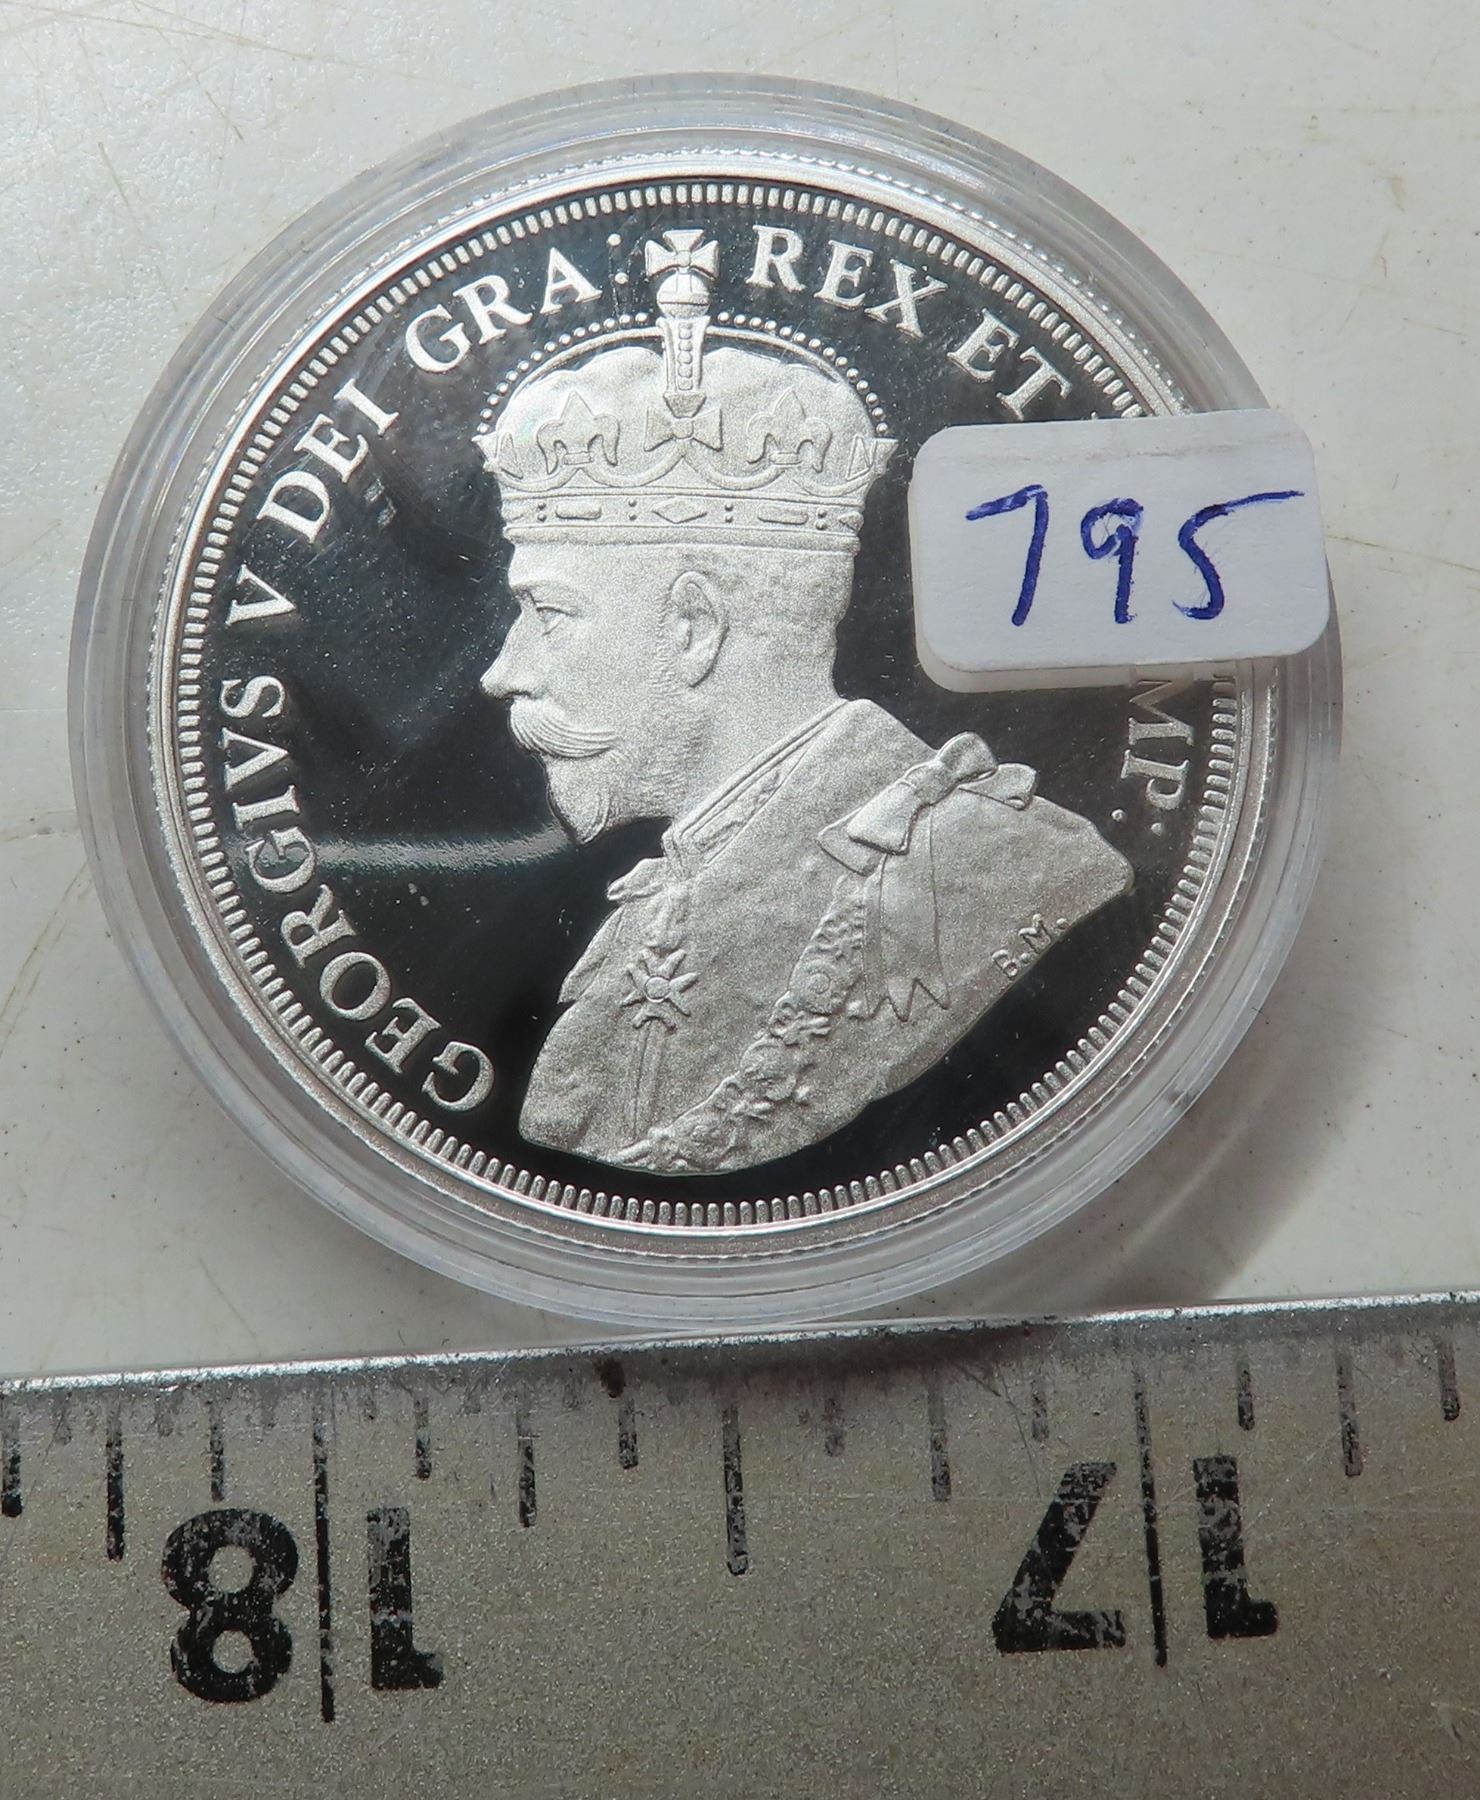 GEORGIVS V DEI GRA: REX ET MP:
B.M.
795
18
17